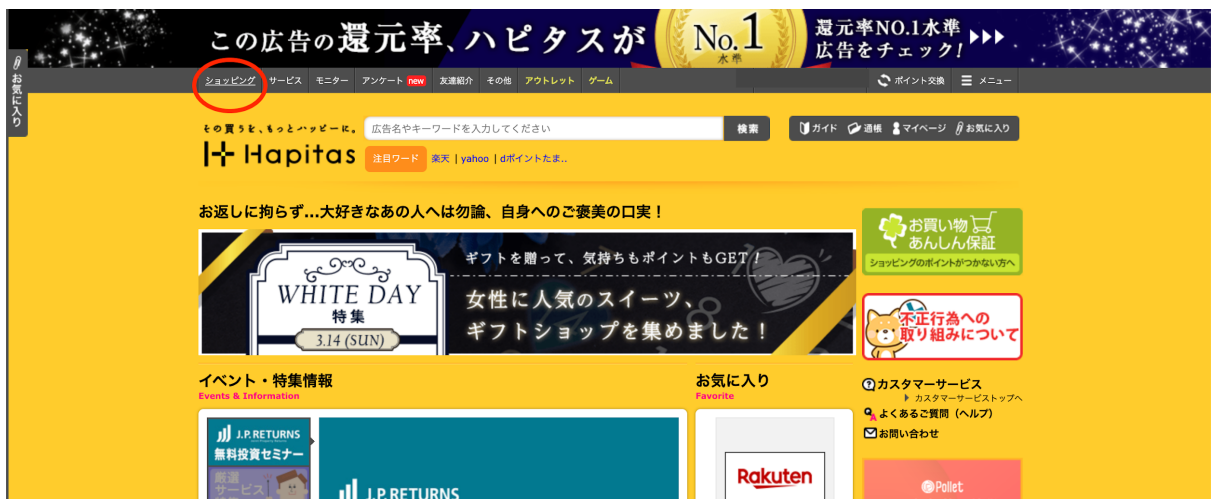 この広告の還元率、ハピタスが
No.1
水準
還元率NO.1水準
広告をチェック!
お気に入り
ショッピング サービス モニター アンケート new 友達紹介 その他 アウトレット ゲーム
ポイント交換 メニュー
その買うを、もっとハッピーに。
Hapitas
広告名やキーワードを入力してください
検索
ガイド 通帳 マイページ お気に入り
注目ワード 楽天 | yahoo | dポイントたま..
お返しに拘らず...大好きなあの人へは勿論、自身へのご褒美の口実！
WHITE DAY
特集
3.14 (SUN)
ギフトを贈って、気持ちもポイントもGET！
女性に人気のスイーツ、
ギフトショップを集めました！
お買い物
あんしん保証
ショッピングのポイントがつかない方へ
不正行為への
取り組みについて
イベント・特集情報
Events & Information
J.P.RETURNS
無料投資セミナー
厳選
サービス
J.P.RETURNS
お気に入り
Favorite
Rakuten
カスタマーサービス
カスタマーサービストップへ
よくあるご質問（ヘルプ）
お問い合わせ
Pollet